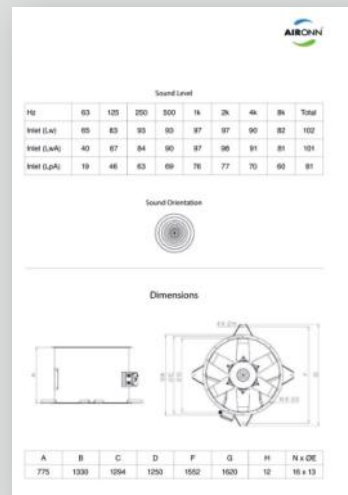 AIRONN
Sound Level
Hz 63 125 250 500 1k 2k 4k 8k Total
Inlet (Lw) 65 83 93 93 97 97 90 82 102
Inlet (LwA) 40 67 84 90 97 98 91 81 101
Inlet (LpA) 19 46 63 69 76 77 70 60 81
Sound Orientation
Dimensions
A B C D F G H N x ØE
775 1330 1294 1250 1552 1620 12 16 x 13